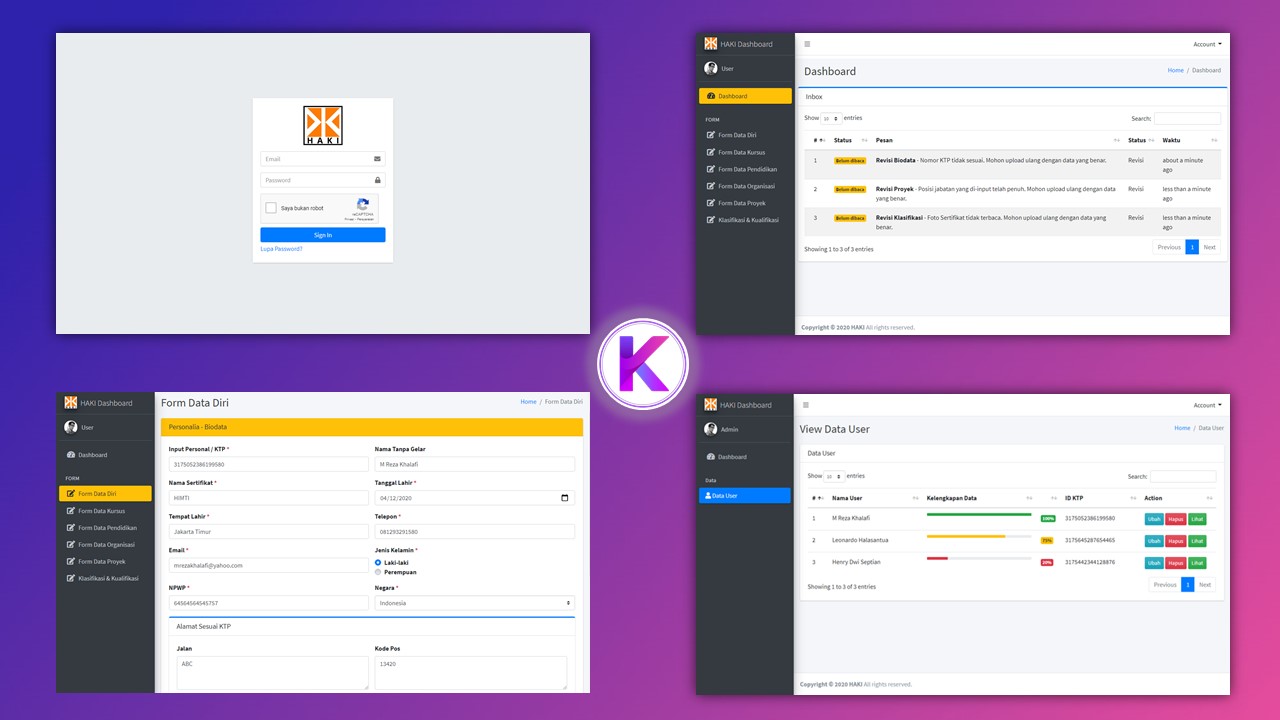 HAKI
Email
Password
Saya bukan robot
reCAPTCHA
Sign In
Lupa Password?
HAKI Dashboard
Account
User
Dashboard
Home / Dashboard
Dashboard
Inbox
FORM
Form Data Diri
Form Data Kursus
Form Data Pendidikan
Form Data Organisasi
Form Data Proyek
Klasifikasi & Kualifikasi
Show 10 entries
Search:
# Status Pesan Status Waktu
1 Belum dibaca Revisi Biodata - Nomor KTP tidak sesuai. Mohon upload ulang dengan data yang benar. Revisi about a minute
ago
2 Belum dibaca Revisi Proyek - Posisi jabatan yang di-input telah penuh. Mohon upload ulang dengan data Revisi less than a minute
yang benar. ago
3 Belum dibaca Revisi Klasifikasi - Foto Sertifikat tidak terbaca. Mohon upload ulang dengan data yang Revisi less than a minute
benar. ago
Showing 1 to 3 of 3 entries
Previous 1 Next
Copyright © 2020 HAKI All rights reserved.
K
HAKI Dashboard
User
Dashboard
FORM
Form Data Diri
Form Data Kursus
Form Data Pendidikan
Form Data Organisasi
Form Data Proyek
Klasifikasi & Kualifikasi
Form Data Diri
Home / Form Data Diri
Personalia - Biodata
Input Personal / KTP * Nama Tanpa Gelar
3175052386199580 M Reza Khalafi
Nama Sertifikat * Tanggal Lahir *
HIMTI 04/12/2020
Tempat Lahir * Telepon *
Jakarta Timur 081293291580
Email * Jenis Kelamin *
mrezakhalafi@yahoo.com Laki-laki
Perempuan
NPWP * Negara *
64564564545757 Indonesia
Alamat Sesuai KTP
Jalan Kode Pos
ABC 13420
HAKI Dashboard
Account
Admin
Dashboard
Data
Data User
View Data User
Home / Data User
Data User
Show 10 entries
Search:
# Nama User Kelengkapan Data ID KTP Action
1 M Reza Khalafi 100% 3175052386199580 Ubah Hapus Lihat
2 Leonardo Halasantua 75% 3175645287654465 Ubah Hapus Lihat
3 Henry Dwi Septian 20% 3175442344128876 Ubah Hapus Lihat
Showing 1 to 3 of 3 entries
Previous 1 Next
Copyright © 2020 HAKI All rights reserved.